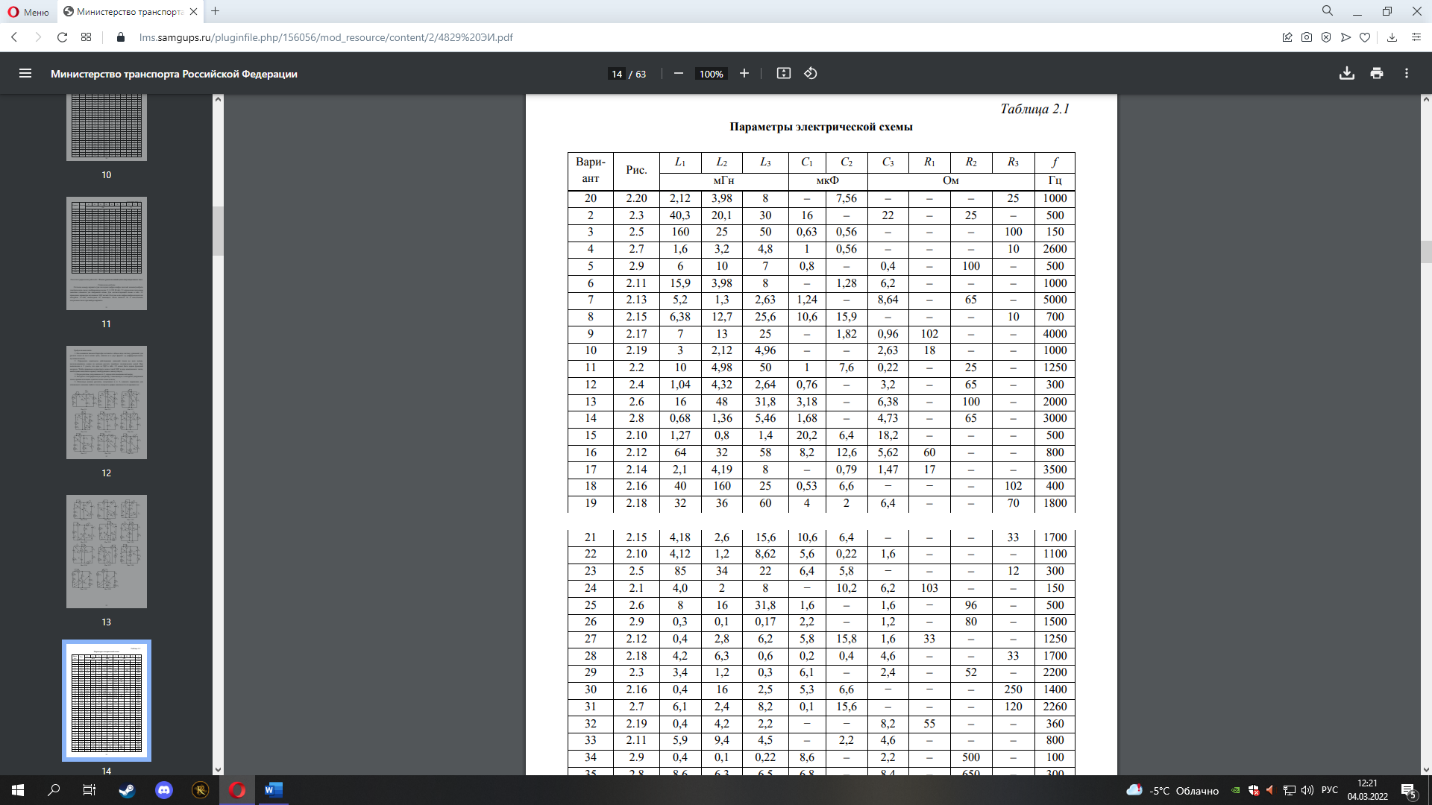 Меню
Министерство транспорта
lms.samgups.ru/pluginfile.php/156056/mod_resource/content/2/4829%20ЭИ.pdf
Министерство транспорта Российской Федерации
14 / 63
100%
10
11
12
13
14
Таблица 2.1
Параметры электрической схемы
Вари-ант Рис. L1 L2 L3 C1 C2 C3 R1 R2 R3 f
мГн мкФ Ом Гц
20 2.20 2,12 3,98 8 – 7,56 – – – 25 1000
2 2.3 40,3 20,1 30 16 – 22 – 25 – 500
3 2.5 160 25 50 0,63 0,56 – – – 100 150
4 2.7 1,6 3,2 4,8 1 0,56 – – – 10 2600
5 2.9 6 10 7 0,8 – 0,4 – 100 – 500
6 2.11 15,9 3,98 8 – 1,28 6,2 – – – 1000
7 2.13 5,2 1,3 2,63 1,24 – 8,64 – 65 – 5000
8 2.15 6,38 12,7 25,6 10,6 15,9 – – – 10 700
9 2.17 7 13 25 – 1,82 0,96 102 – – 4000
10 2.19 3 2,12 4,96 – – 2,63 18 – – 1000
11 2.2 10 4,98 50 1 7,6 0,22 – 25 – 1250
12 2.4 1,04 4,32 2,64 0,76 – 3,2 – 65 – 300
13 2.6 16 48 31,8 3,18 – 6,38 – 100 – 2000
14 2.8 0,68 1,36 5,46 1,68 – 4,73 – 65 – 3000
15 2.10 1,27 0,8 1,4 20,2 6,4 18,2 – – – 500
16 2.12 64 32 58 8,2 12,6 5,62 60 – – 800
17 2.14 2,1 4,19 8 – 0,79 1,47 17 – – 3500
18 2.16 40 160 25 0,53 6,6 – – – 102 400
19 2.18 32 36 60 4 2 6,4 – – 70 1800
21 2.15 4,18 2,6 15,6 10,6 6,4 – – – 33 1700
22 2.10 4,12 1,2 8,62 5,6 0,22 1,6 – – – 1100
23 2.5 85 34 22 6,4 5,8 – – – 12 300
24 2.1 4,0 2 8 – 10,2 6,2 103 – – 150
25 2.6 8 16 31,8 1,6 – 1,6 – 96 – 500
26 2.9 0,3 0,1 0,17 2,2 – 1,2 – 80 – 1500
27 2.12 0,4 2,8 6,2 5,8 15,8 1,6 33 – – 1250
28 2.18 4,2 6,3 0,6 0,2 0,4 4,6 – – 33 1700
29 2.3 3,4 1,2 0,3 6,1 – 2,4 – 52 – 2200
30 2.16 0,4 16 2,5 5,3 6,6 – – – 250 1400
31 2.7 6,1 2,4 8,2 0,1 15,6 – – – 120 2260
32 2.19 0,4 4,2 2,2 – – 8,2 55 – – 360
33 2.11 5,9 9,4 4,5 – 2,2 4,6 – – – 800
34 2.9 0,4 0,1 0,22 8,6 – 2,2 – 500 – 100
35 2.8 8,6 6,3 6,5 6,8 – 8,4 – 650 – 300
-5°C Облачно
РУС
12:21
04.03.2022
5